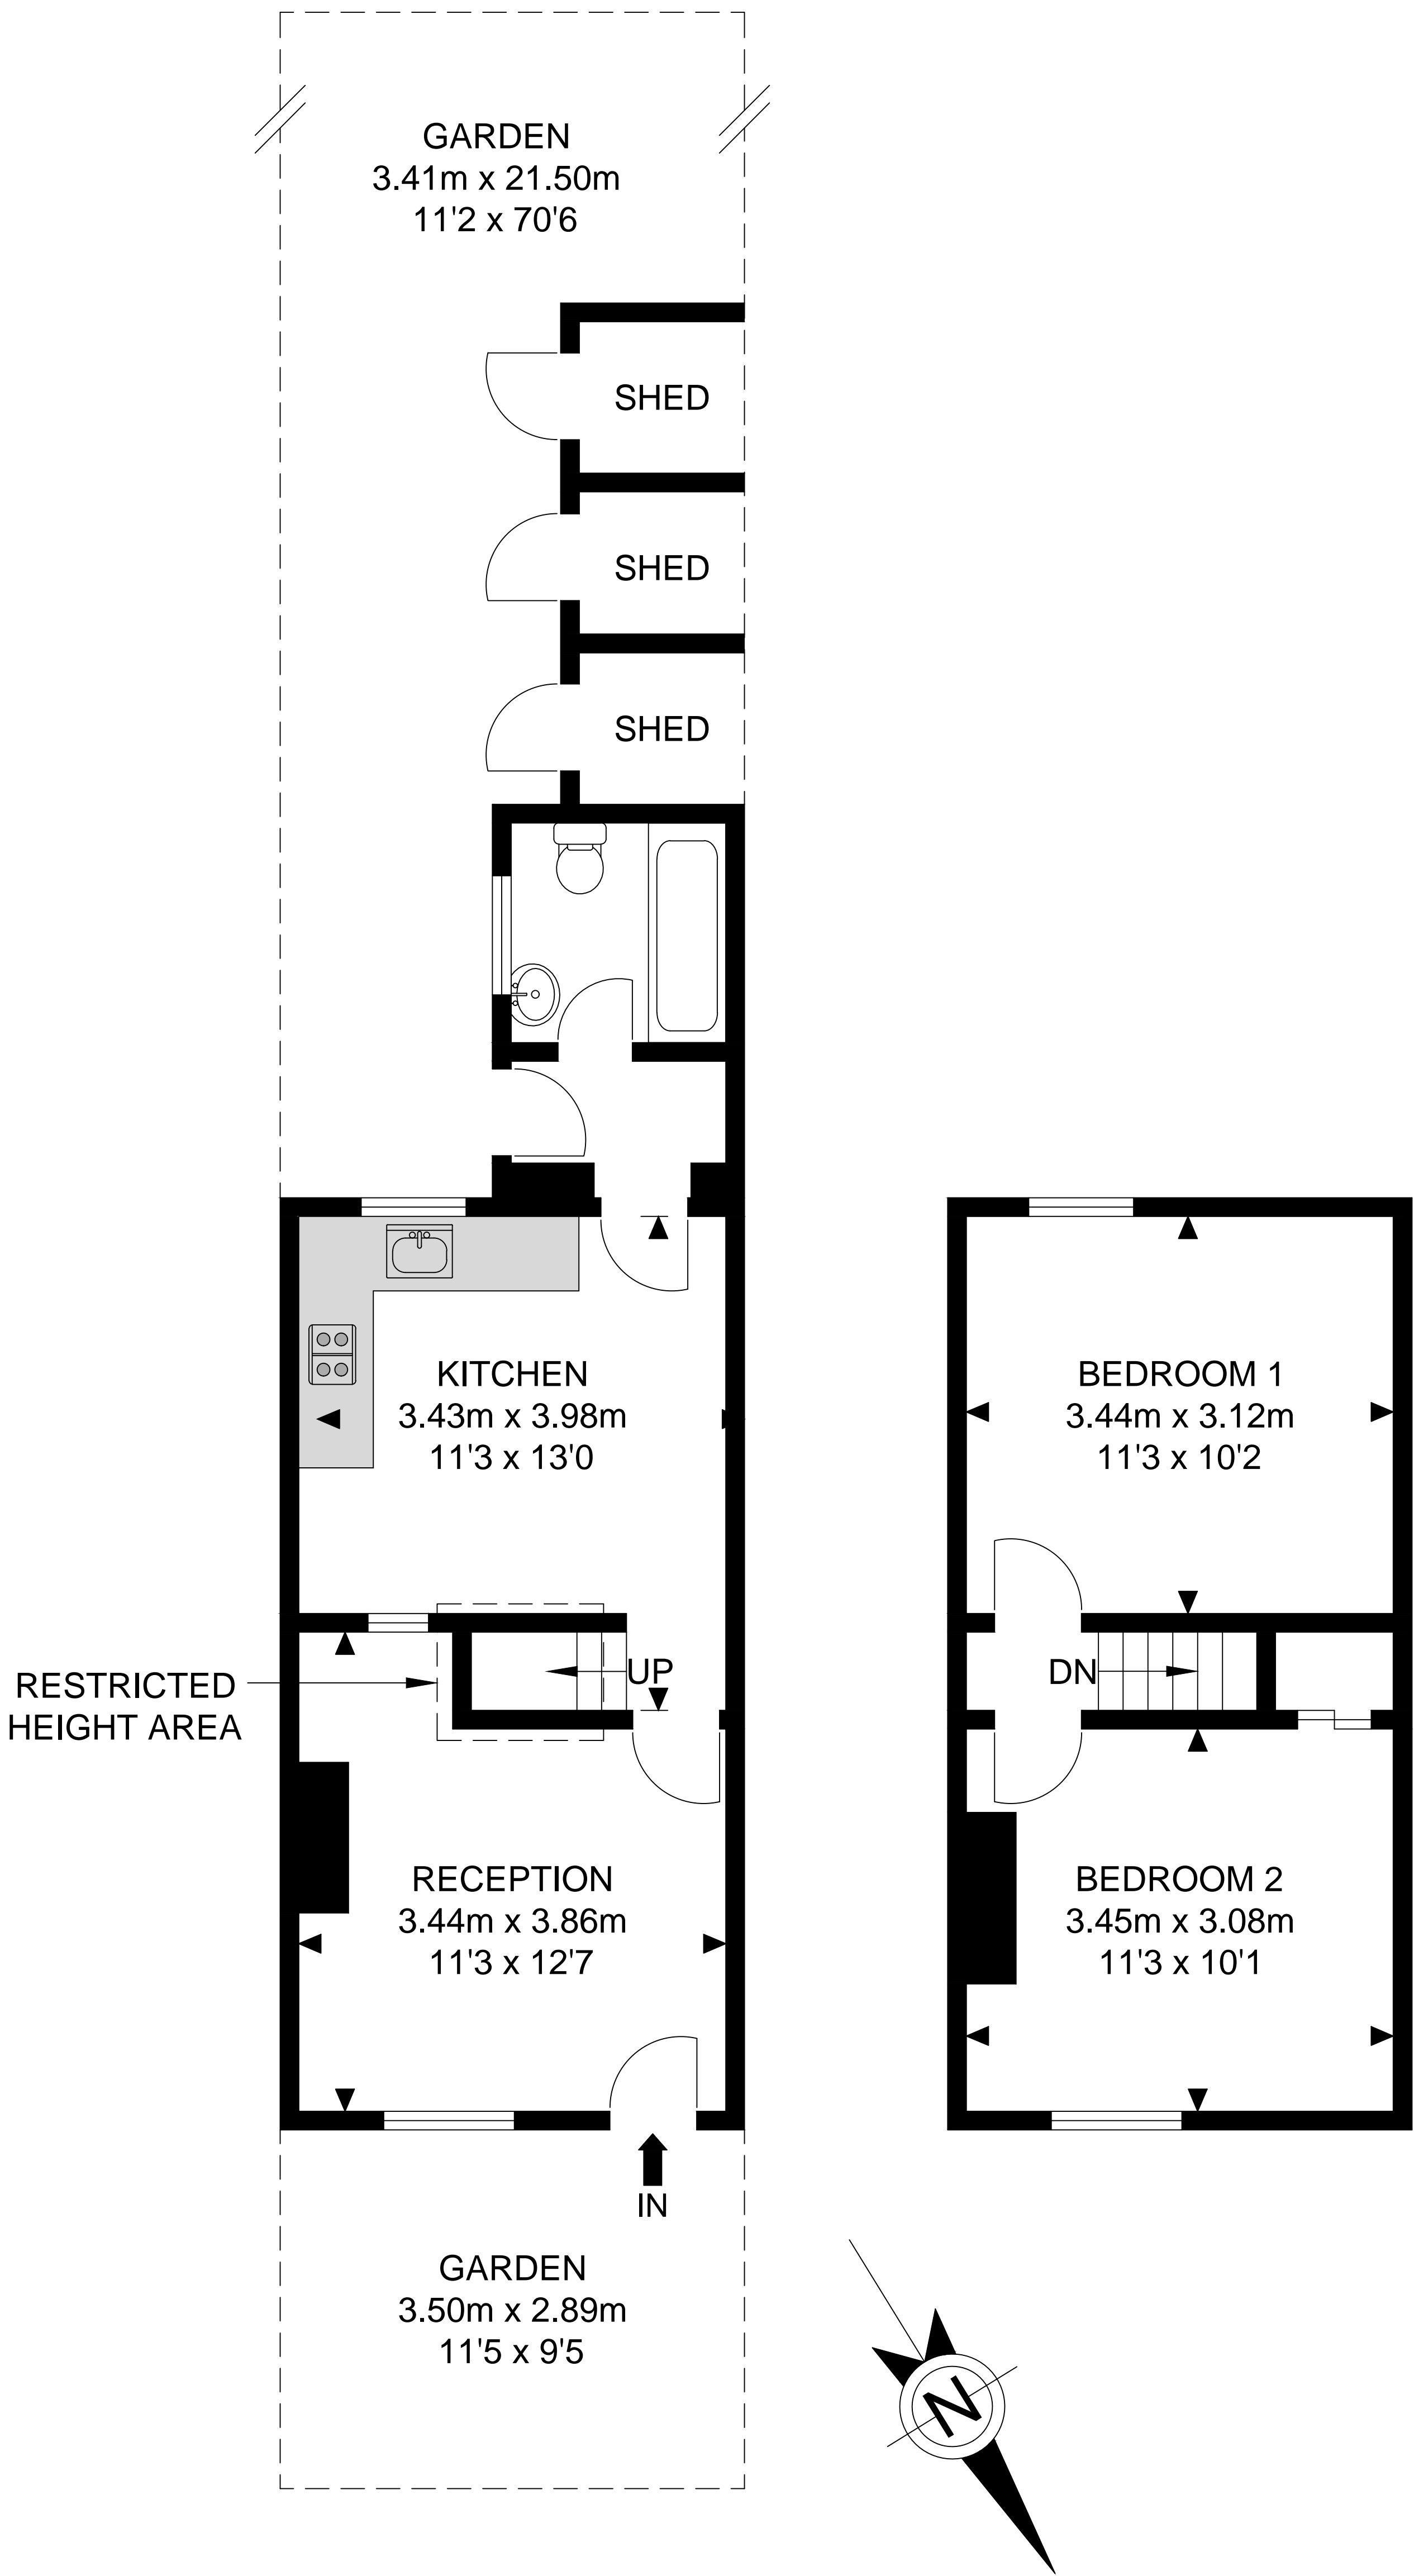 GARDEN
3.41m x 21.50m
11'2 x 70'6
SHED
SHED
SHED
KITCHEN
3.43m x 3.98m
11'3 x 13'0
BEDROOM 1
3.44m x 3.12m
11'3 x 10'2
UP
DN
RESTRICTED
HEIGHT AREA
RECEPTION
3.44m x 3.86m
11'3 x 12'7
BEDROOM 2
3.45m x 3.08m
11'3 x 10'1
IN
GARDEN
3.50m x 2.89m
11'5 x 9'5
N